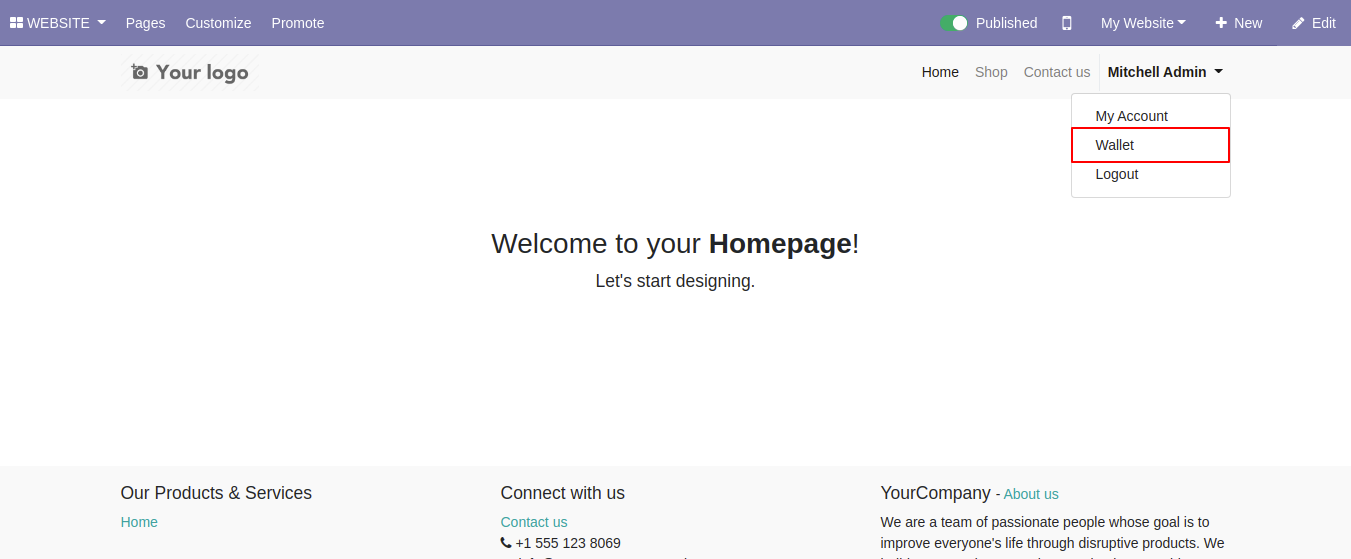 WEBSITE Pages Customize Promote Published My Website New Edit
Your logo Home Shop Contact us Mitchell Admin
My Account
Wallet
Logout
Welcome to your Homepage!
Let's start designing.
Our Products & Services
Home
Connect with us
Contact us
+1 555 123 8069
YourCompany - About us
We are a team of passionate people whose goal is to
improve everyone's life through disruptive products. We